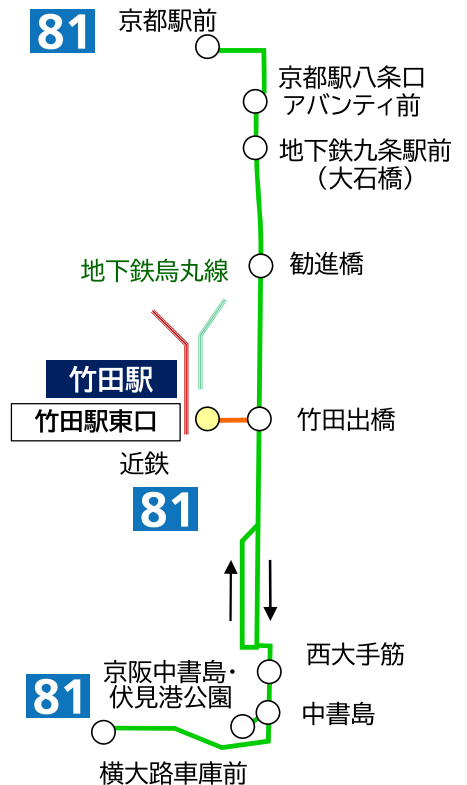 81
京都駅前
京都駅八条口
アバンティ前
地下鉄九条駅前
（大石橋）
勧進橋
地下鉄烏丸線
竹田駅
竹田駅東口
竹田出橋
近鉄
81
西大手筋
京阪中書島・
伏見港公園
81
中書島
横大路車庫前